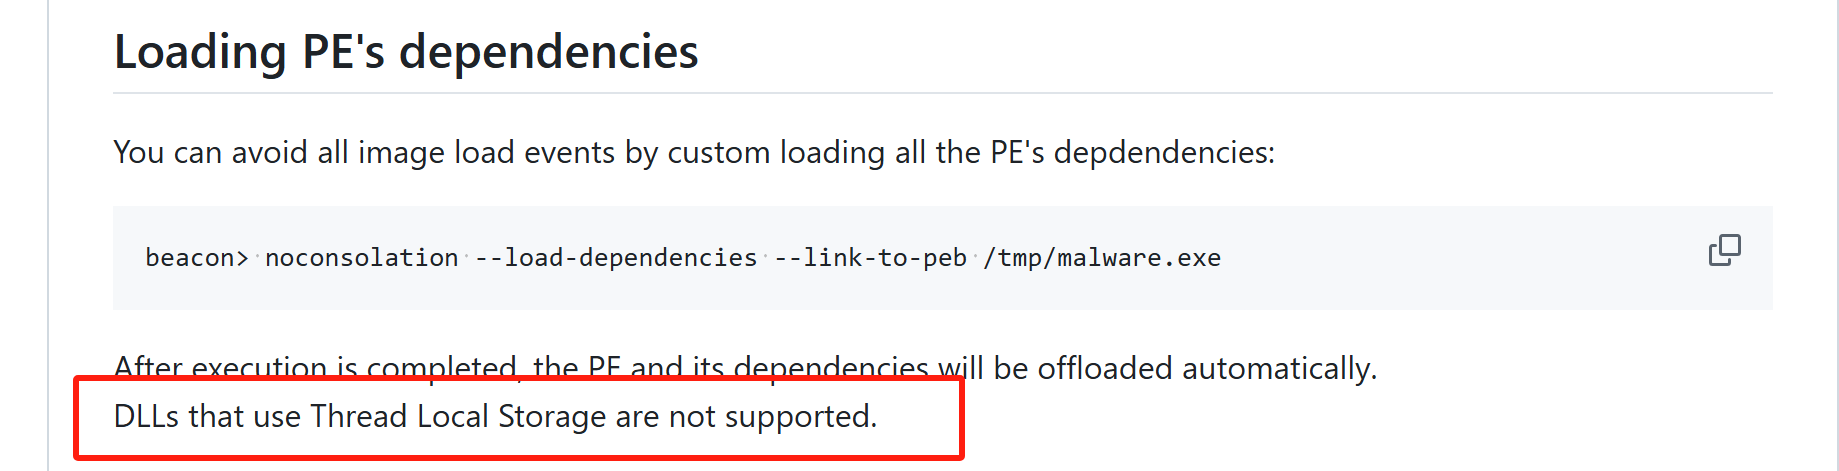 Loading PE's dependencies
You can avoid all image load events by custom loading all the PE's depdendencies:
beacon> noconsolation --load-dependencies --link-to-peb /tmp/malware.exe
After execution is completed, the PE and its dependencies will be offloaded automatically.
DLLs that use Thread Local Storage are not supported.